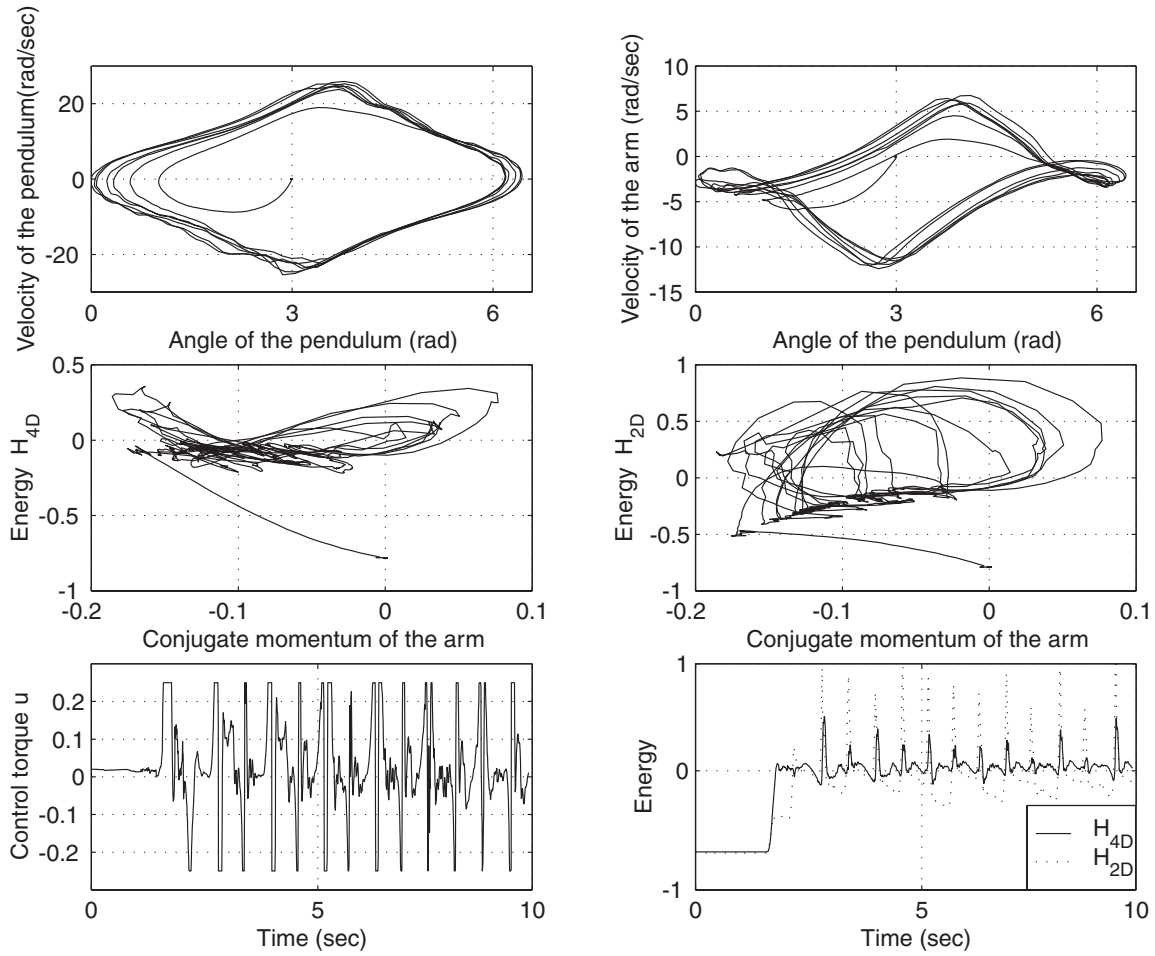 Velocity of the pendulum(rad/sec)
20
0
-20
0 3 6
Angle of the pendulum (rad)
Velocity of the arm (rad/sec)
10
5
0
-5
-10
-15
0 3 6
Angle of the pendulum (rad)
Energy H4D
0.5
0
-0.5
-1
-0.2 -0.1 0 0.1
Conjugate momentum of the arm
Energy H2D
1
0.5
0
-0.5
-1
-0.2 -0.1 0 0.1
Conjugate momentum of the arm
Control torque u
0.2
0.1
0
-0.1
-0.2
0 5 10
Time (sec)
Energy
1
0
-1
0 5 10
Time (sec)
H4D
H2D